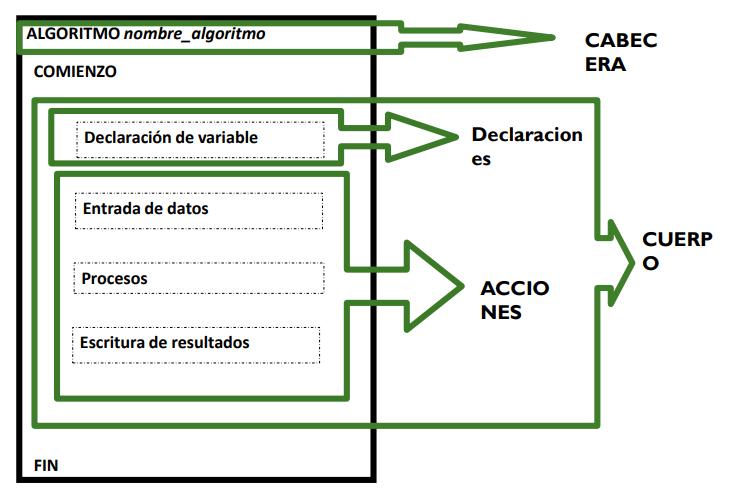 ALGORITMO nombre_algoritmo
CABEC
ERA
COMIENZO
Declaración de variable
Declaracion
es
Entrada de datos
CUERP
O
Procesos
ACCIO
NES
Escritura de resultados
FIN